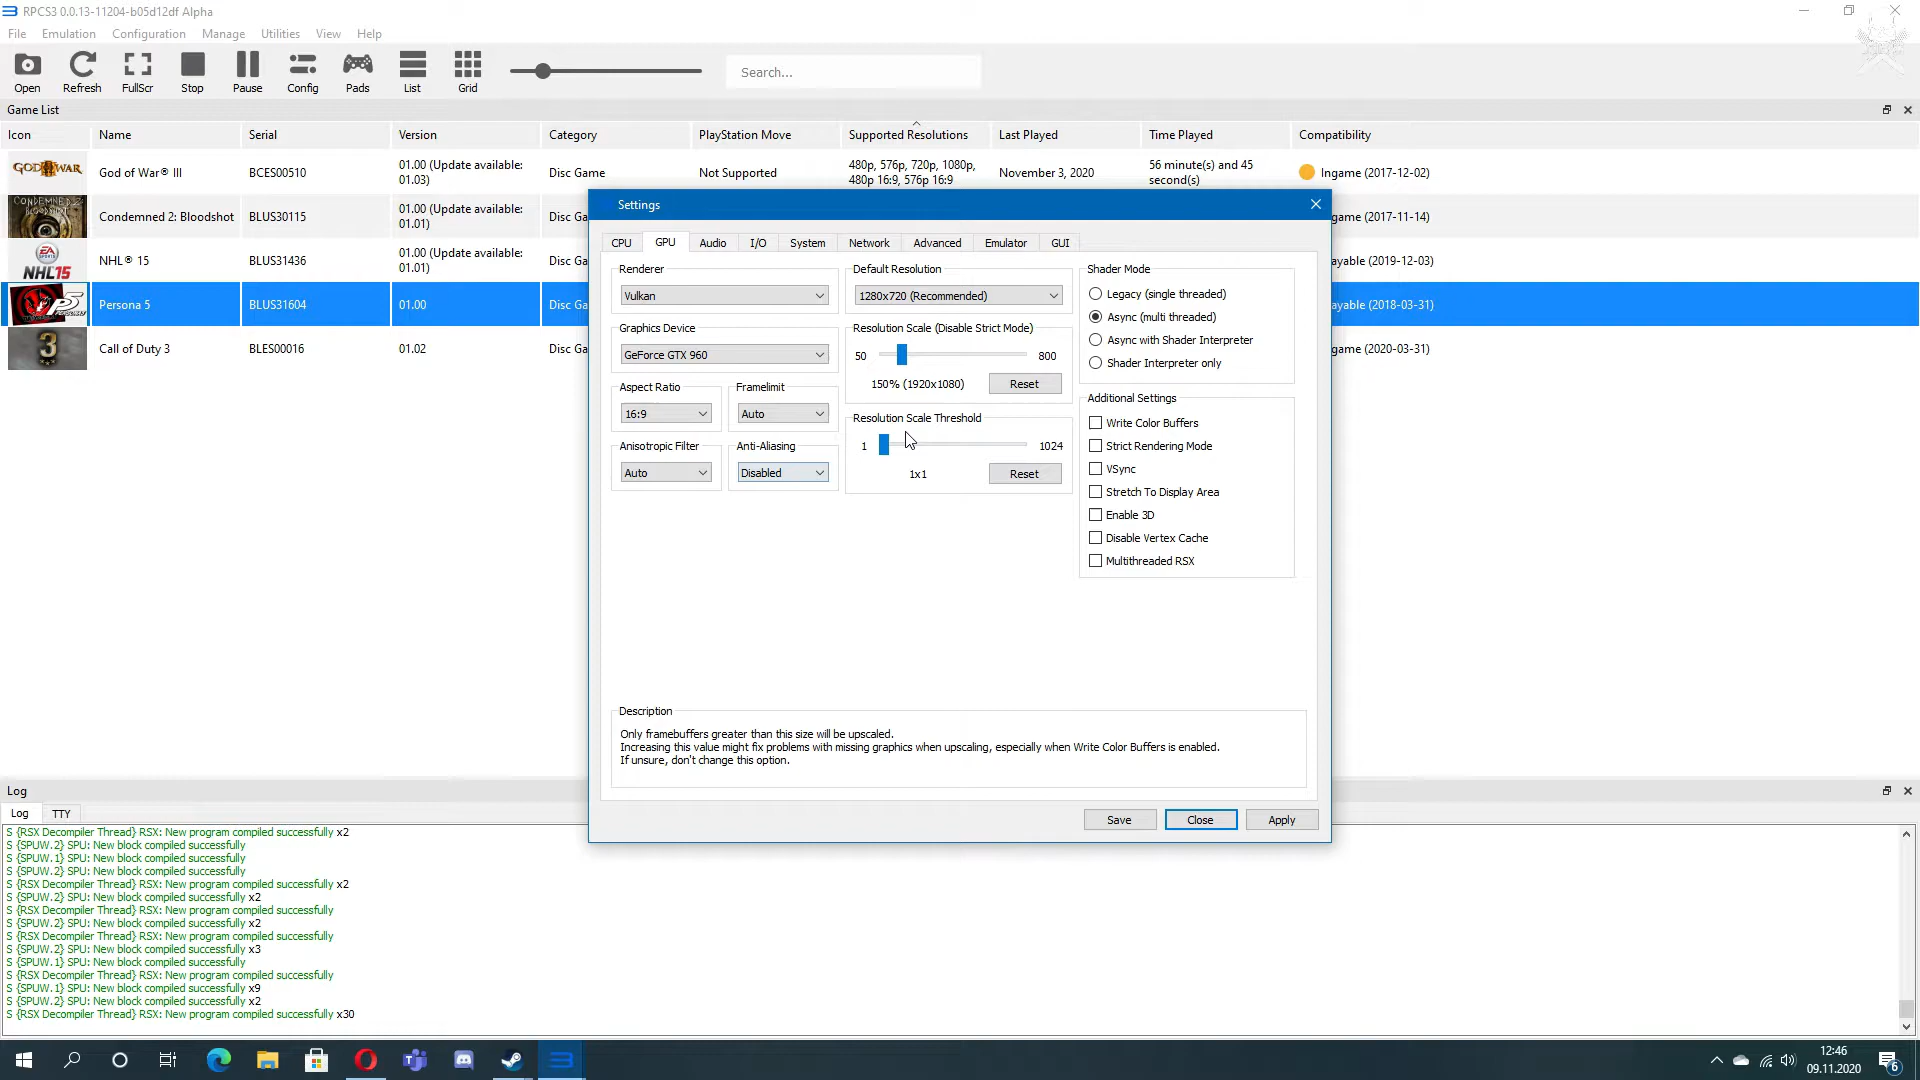 RPCS3 0.0.13-11204-b05d12df Alpha
File Emulation Configuration Manage Utilities View Help
Open Refresh FullScr Stop Pause Config Pads List Grid
Search...
Game List
Icon Name Serial Version Category PlayStation Move Supported Resolutions Last Played Time Played Compatibility
GOD WAR God of War® III BCES00510 01.00 (Update available: 01.03) Disc Game Not Supported 480p, 576p, 720p, 1080p, 480p 16:9, 576p 16:9 November 3, 2020 56 minute(s) and 45 second(s) Ingame (2017-12-02)
CONDEMNED 2 BLOODSHOT Condemned 2: Bloodshot BLUS30115 01.00 (Update available: 01.01) Disc Ga game (2017-11-14)
EA SPORTS NHL15 NHL® 15 BLUS31436 01.00 (Update available: 01.01) Disc Ga ayable (2019-12-03)
P5 Persona 5 BLUS31604 01.00 Disc Ga ayable (2018-03-31)
3 Call of Duty 3 BLES00016 01.02 Disc Ga game (2020-03-31)
Settings
CPU GPU Audio I/O System Network Advanced Emulator GUI
Renderer
Vulkan
Graphics Device
GeForce GTX 960
Aspect Ratio
16:9
Framelimit
Auto
Anisotropic Filter
Auto
Anti-Aliasing
Disabled
Default Resolution
1280x720 (Recommended)
Resolution Scale (Disable Strict Mode)
50 800
150% (1920x1080) Reset
Resolution Scale Threshold
1 1024
1x1 Reset
Shader Mode
Legacy (single threaded)
Async (multi threaded)
Async with Shader Interpreter
Shader Interpreter only
Additional Settings
Write Color Buffers
Strict Rendering Mode
VSync
Stretch To Display Area
Enable 3D
Disable Vertex Cache
Multithreaded RSX
Description
Only framebuffers greater than this size will be upscaled.
Increasing this value might fix problems with missing graphics when upscaling, especially when Write Color Buffers is enabled.
If unsure, don't change this option.
Save Close Apply
Log
Log TTY
S {RSX Decompiler Thread} RSX: New program compiled successfully x2
S {SPUW.2} SPU: New block compiled successfully
S {SPUW.1} SPU: New block compiled successfully
S {SPUW.2} SPU: New block compiled successfully
S {RSX Decompiler Thread} RSX: New program compiled successfully x2
S {SPUW.2} SPU: New block compiled successfully x2
S {RSX Decompiler Thread} RSX: New program compiled successfully
S {SPUW.2} SPU: New block compiled successfully x2
S {RSX Decompiler Thread} RSX: New program compiled successfully
S {SPUW.2} SPU: New block compiled successfully x3
S {SPUW.1} SPU: New block compiled successfully
S {RSX Decompiler Thread} RSX: New program compiled successfully
S {SPUW.1} SPU: New block compiled successfully x9
S {SPUW.2} SPU: New block compiled successfully x2
S {RSX Decompiler Thread} RSX: New program compiled successfully x30
12:46
09.11.2020
6